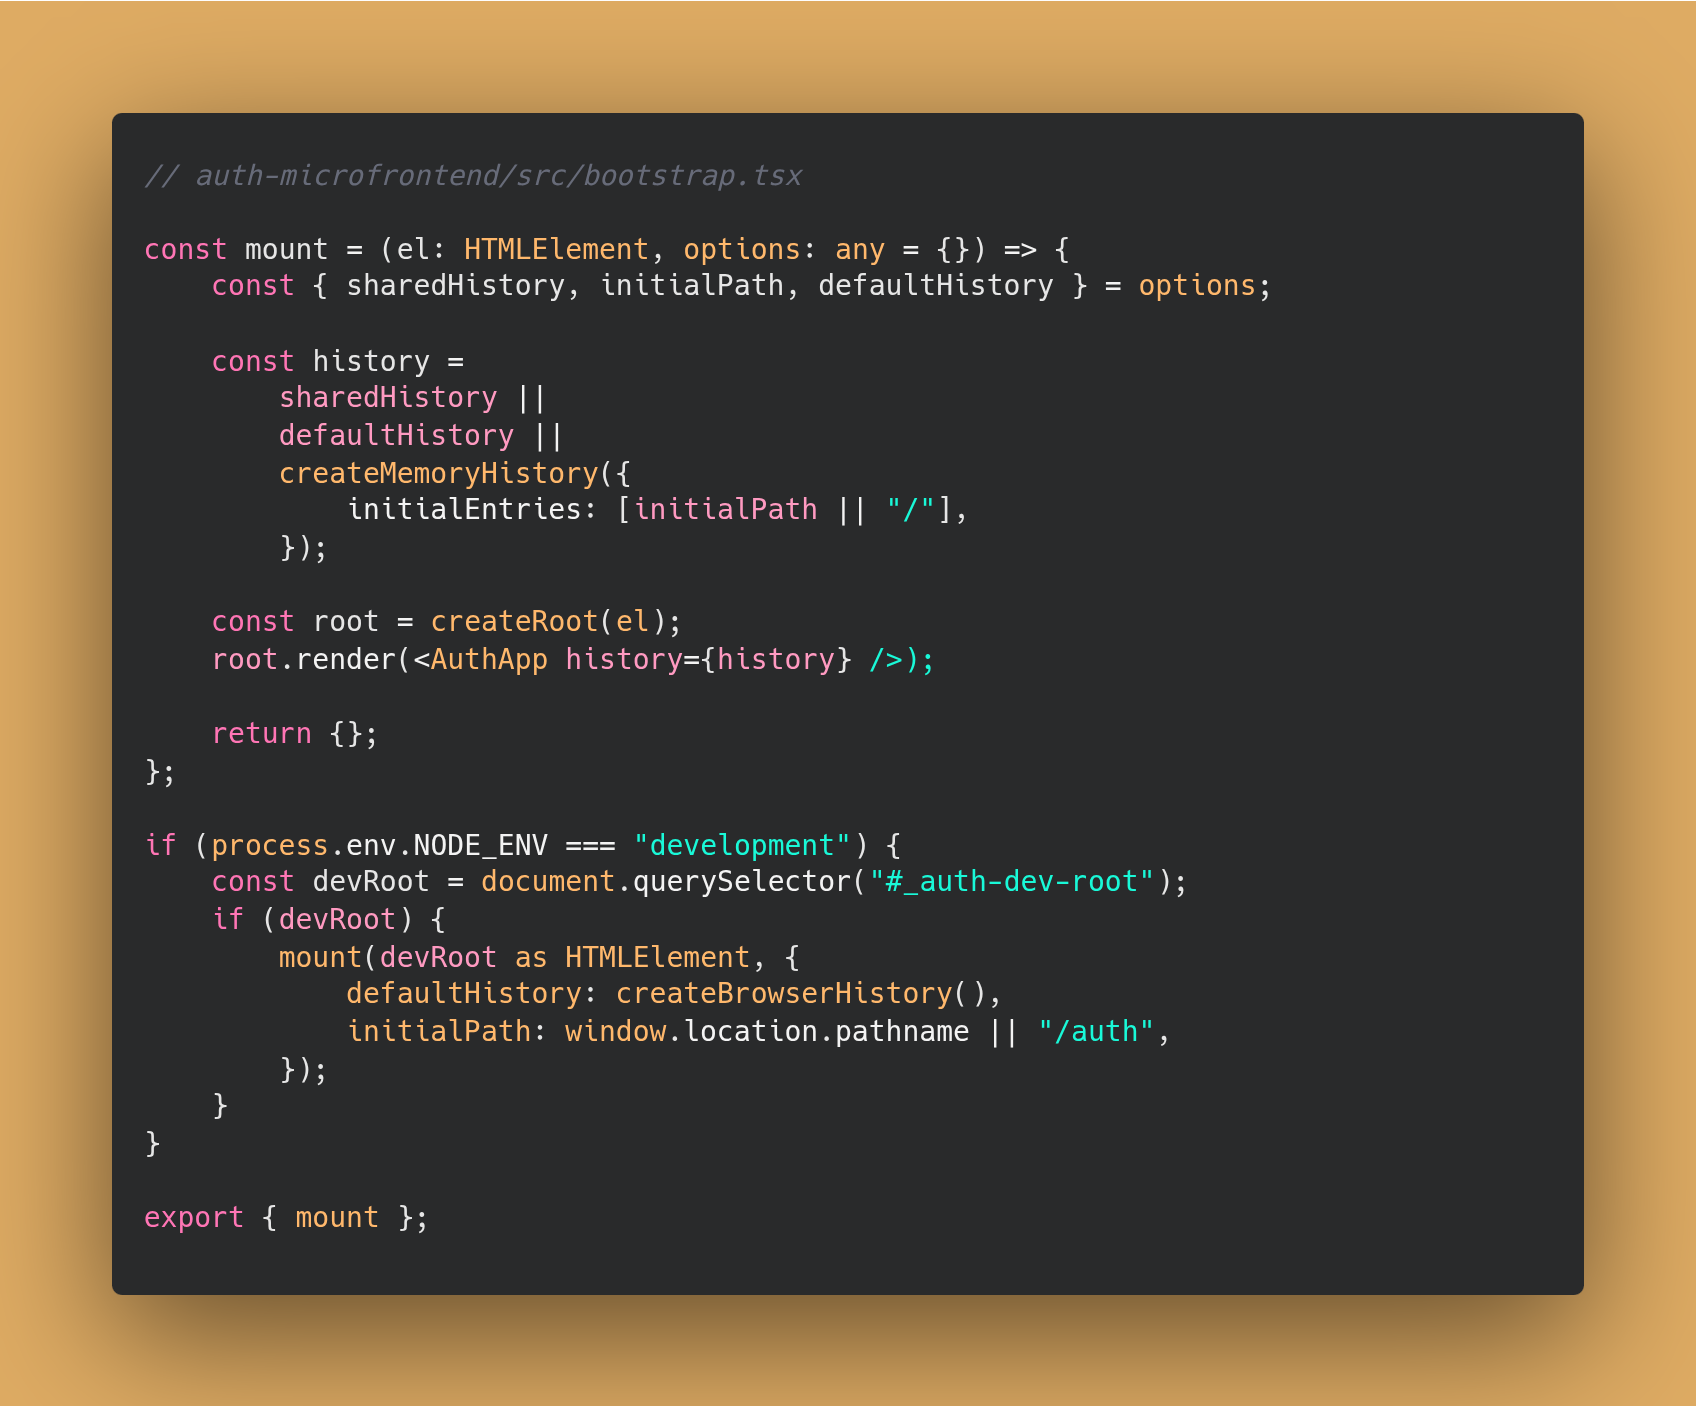 // auth-microfrontend/src/bootstrap.tsx

const mount = (el: HTMLElement, options: any = {}) => {
    const { sharedHistory, initialPath, defaultHistory } = options;

    const history =
        sharedHistory ||
        defaultHistory ||
        createMemoryHistory({
            initialEntries: [initialPath || "/"],
        });

    const root = createRoot(el);
    root.render(<AuthApp history={history} />);

    return {};
};

if (process.env.NODE_ENV === "development") {
    const devRoot = document.querySelector("#_auth-dev-root");
    if (devRoot) {
        mount(devRoot as HTMLElement, {
            defaultHistory: createBrowserHistory(),
            initialPath: window.location.pathname || "/auth",
        });
    }
}

export { mount };